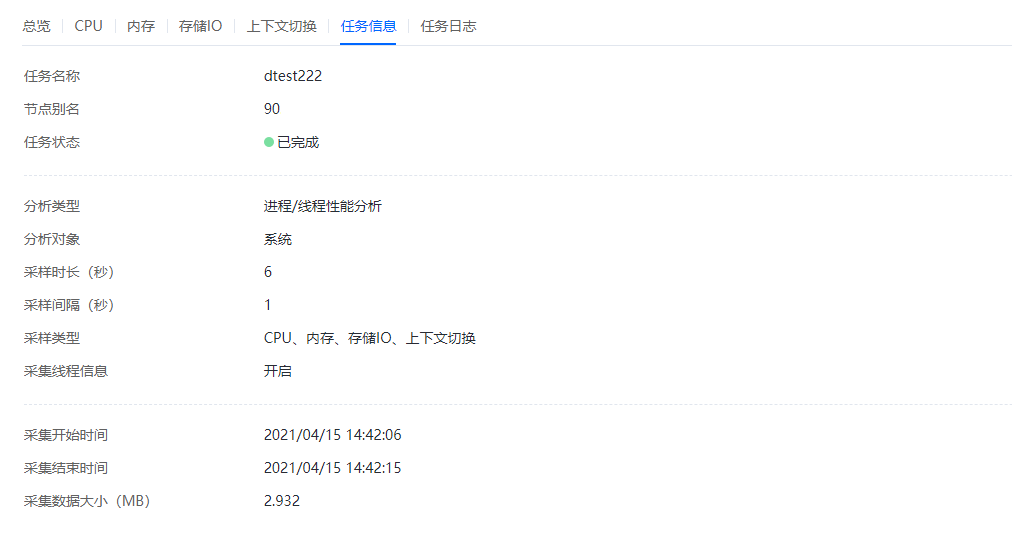 总览 CPU 内存 存储IO 上下文切换 任务信息 任务日志
任务名称 dtest222
节点别名 90
任务状态 已完成
分析类型 进程/线程性能分析
分析对象 系统
采样时长（秒） 6
采样间隔（秒） 1
采样类型 CPU、内存、存储IO、上下文切换
采集线程信息 开启
采集开始时间 2021/04/15 14:42:06
采集结束时间 2021/04/15 14:42:15
采集数据大小（MB） 2.932